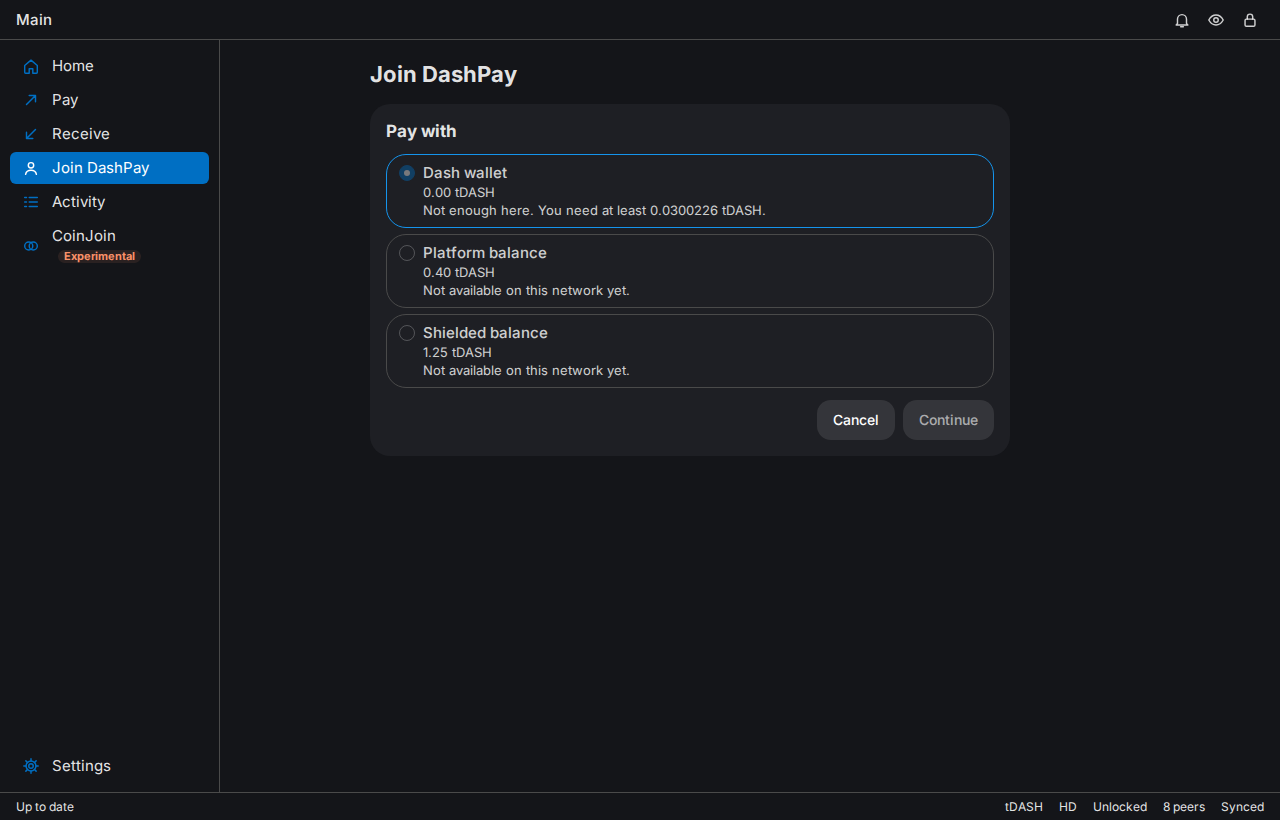 Main
Home
Pay
Receive
Join DashPay
Activity
CoinJoin
Experimental
Settings
Join DashPay
Pay with
Dash wallet
0.00 tDASH
Not enough here. You need at least 0.0300226 tDASH.
Platform balance
0.40 tDASH
Not available on this network yet.
Shielded balance
1.25 tDASH
Not available on this network yet.
Cancel Continue
Up to date tDASH HD Unlocked 8 peers Synced